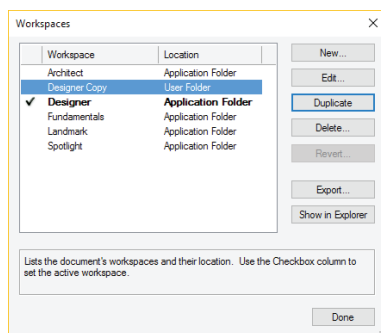 Workspaces
Workspace Location
Architect Application Folder
Designer Copy User Folder
Designer Application Folder
Fundamentals Application Folder
Landmark Application Folder
Spotlight Application Folder
New...
Edit...
Duplicate
Delete...
Revert...
Export...
Show in Explorer
Lists the document's workspaces and their location. Use the Checkbox column to
set the active workspace.
Done